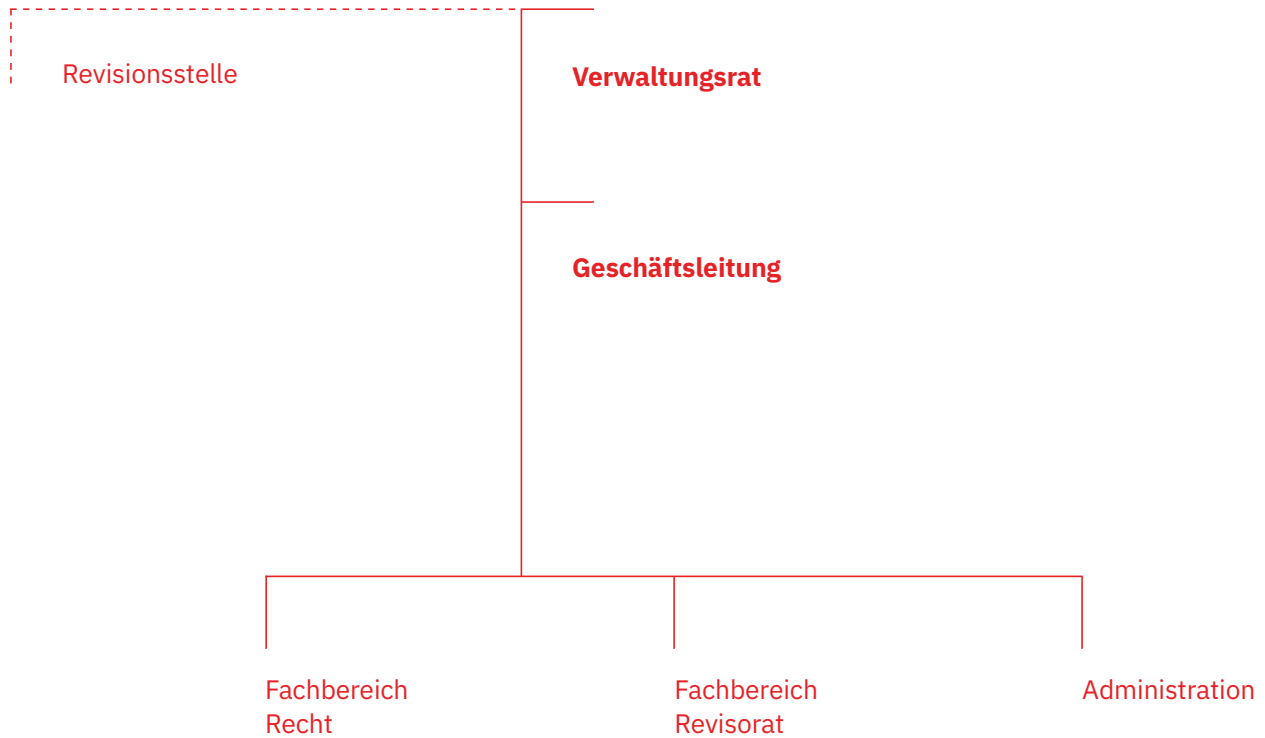 Revisionsstelle
Verwaltungsrat
Geschäftsleitung
Fachbereich
Recht
Fachbereich
Revisorat
Administration